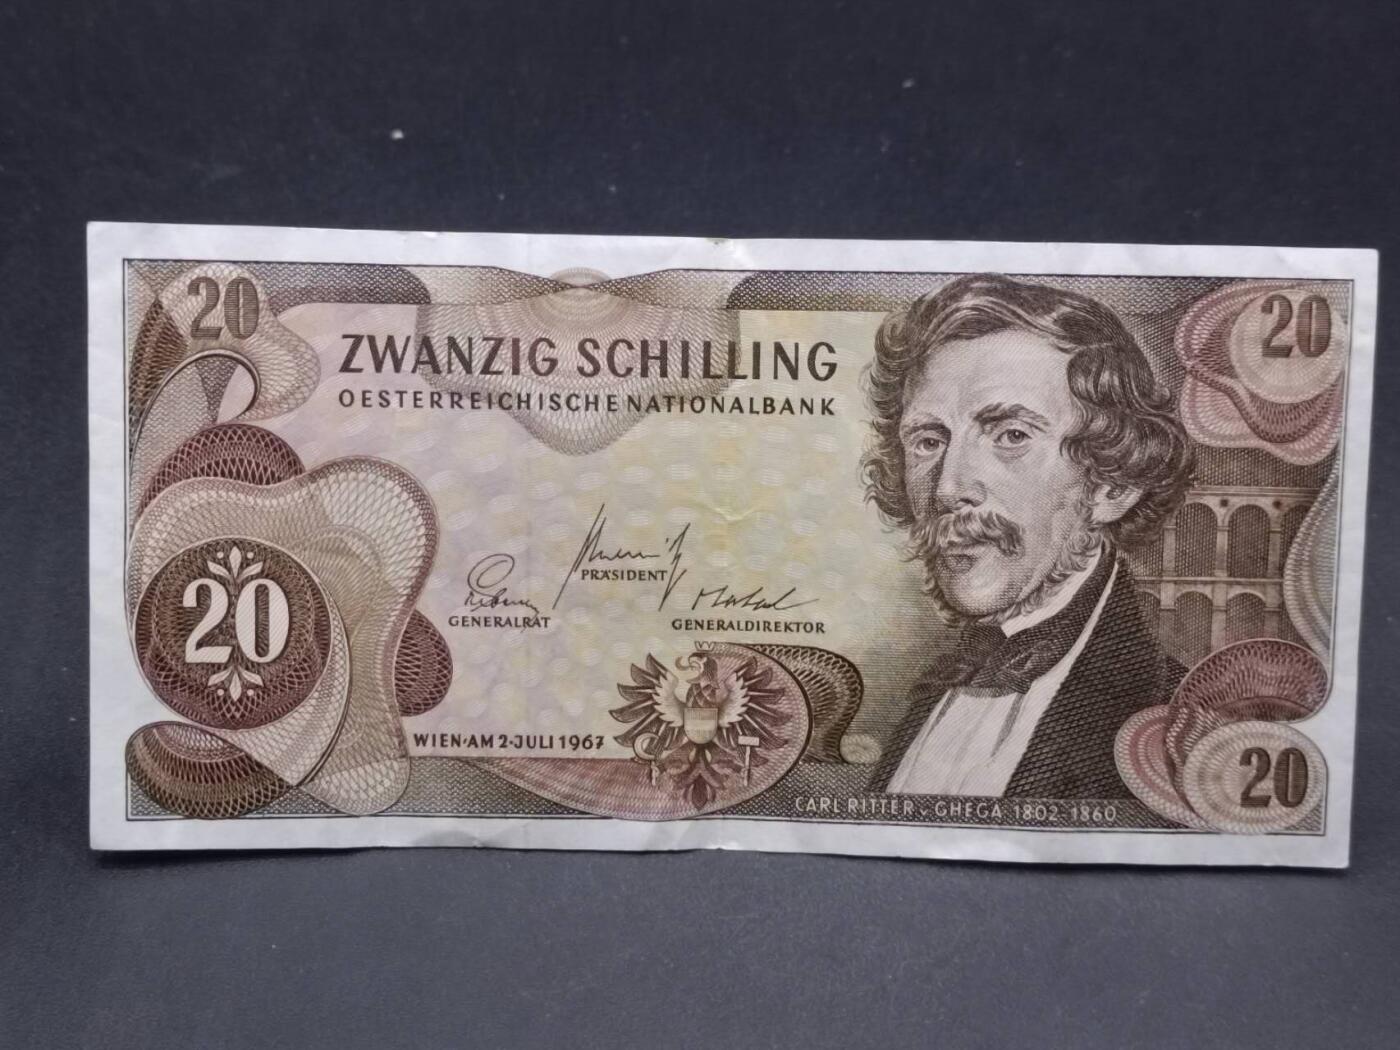 20
20
ZWANZIG SCHILLING
OESTERREICHISCHE NATIONALBANK
PRÄSIDENT
GENERALRAT
GENERALDIREKTOR
20
WIEN·AM 2·JULI 1967
20
CARL RITTER v. GHEGA 1802-1860